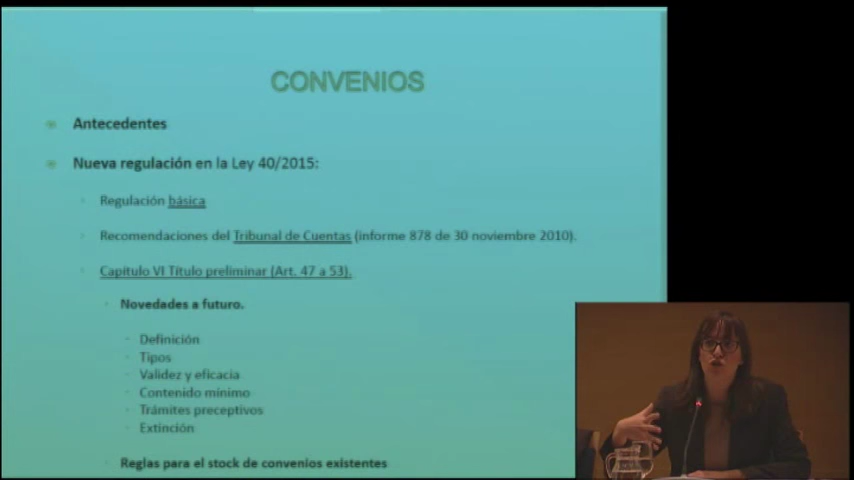 CONVENIOS
Antecedentes
Nueva regulación en la Ley 40/2015:
Regulación básica
Recomendaciones del Tribunal de Cuentas (informe 878 de 30 noviembre 2010).
Capítulo VI Título preliminar (Art. 47 a 53).
Novedades a futuro.
Definición
Tipos
Validez y eficacia
Contenido mínimo
Trámites preceptivos
Extinción
Reglas para el stock de convenios existentes